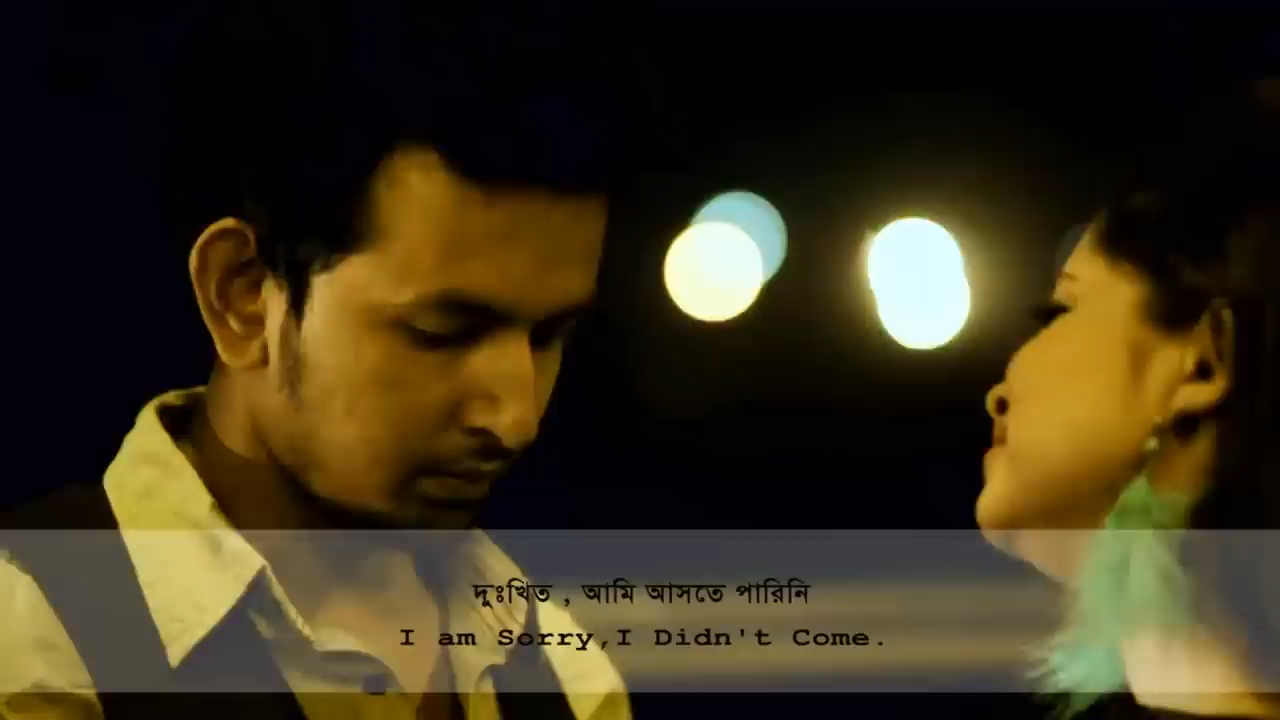 দুঃখিত , আমি আসতে পারিনি
I am Sorry,I Didn't Come.